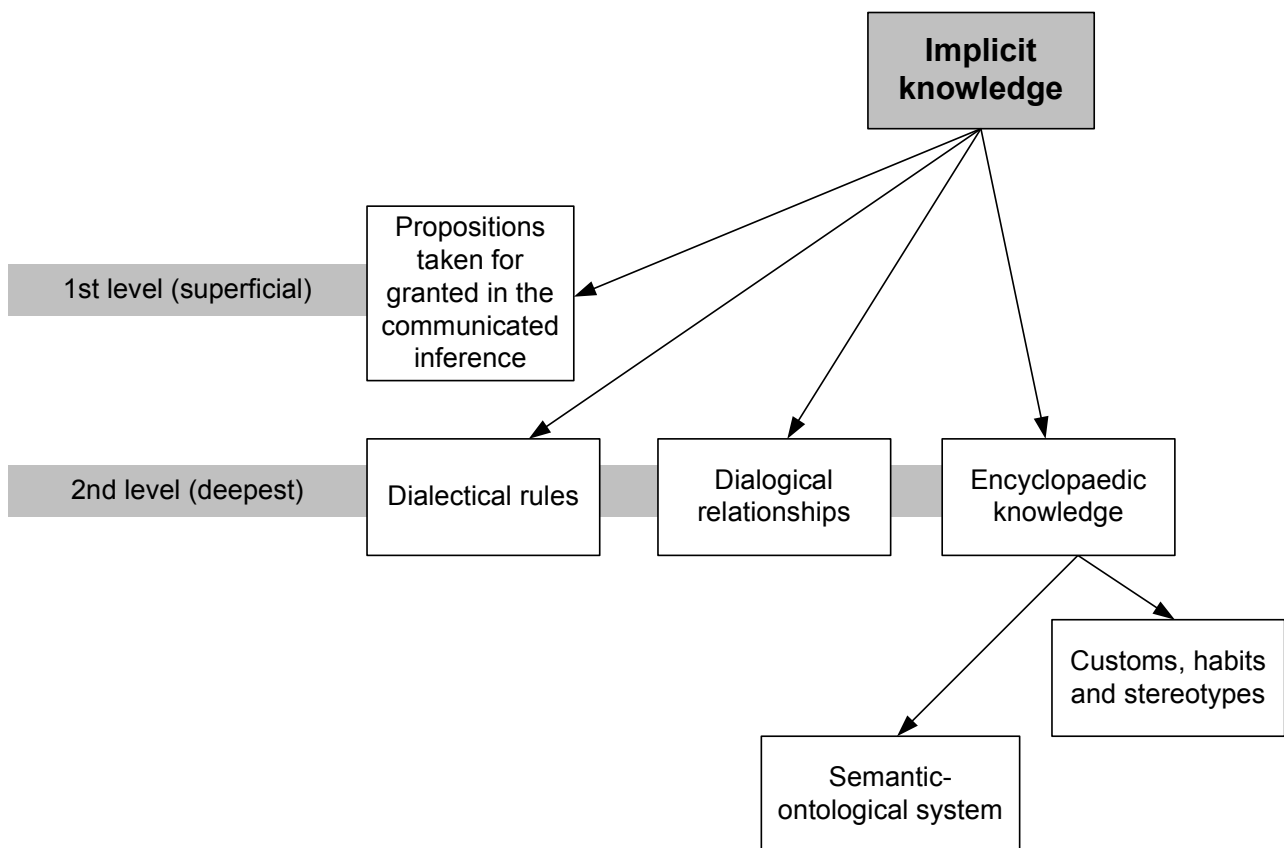 Implicit
knowledge
Propositions
taken for
granted in the
communicated
inference
1st level (superficial)
2nd level (deepest)
Dialectical rules
Dialogical
relationships
Encyclopaedic
knowledge
Customs, habits
and stereotypes
Semantic-
ontological system